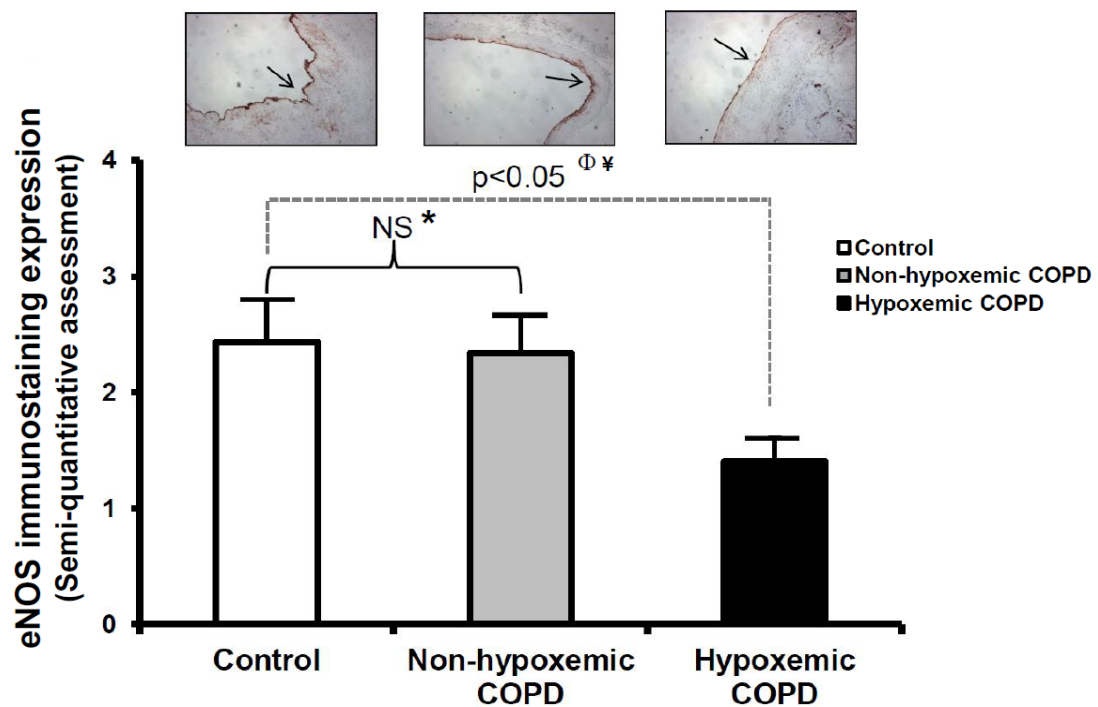 eNOS immunostaining expression
(Semi-quantitative assessment)
4
3
2
1
0
p<0.05 Φ ¥
NS *
Control
Non-hypoxemic COPD
Hypoxemic COPD
Control
Non-hypoxemic
COPD
Hypoxemic
COPD